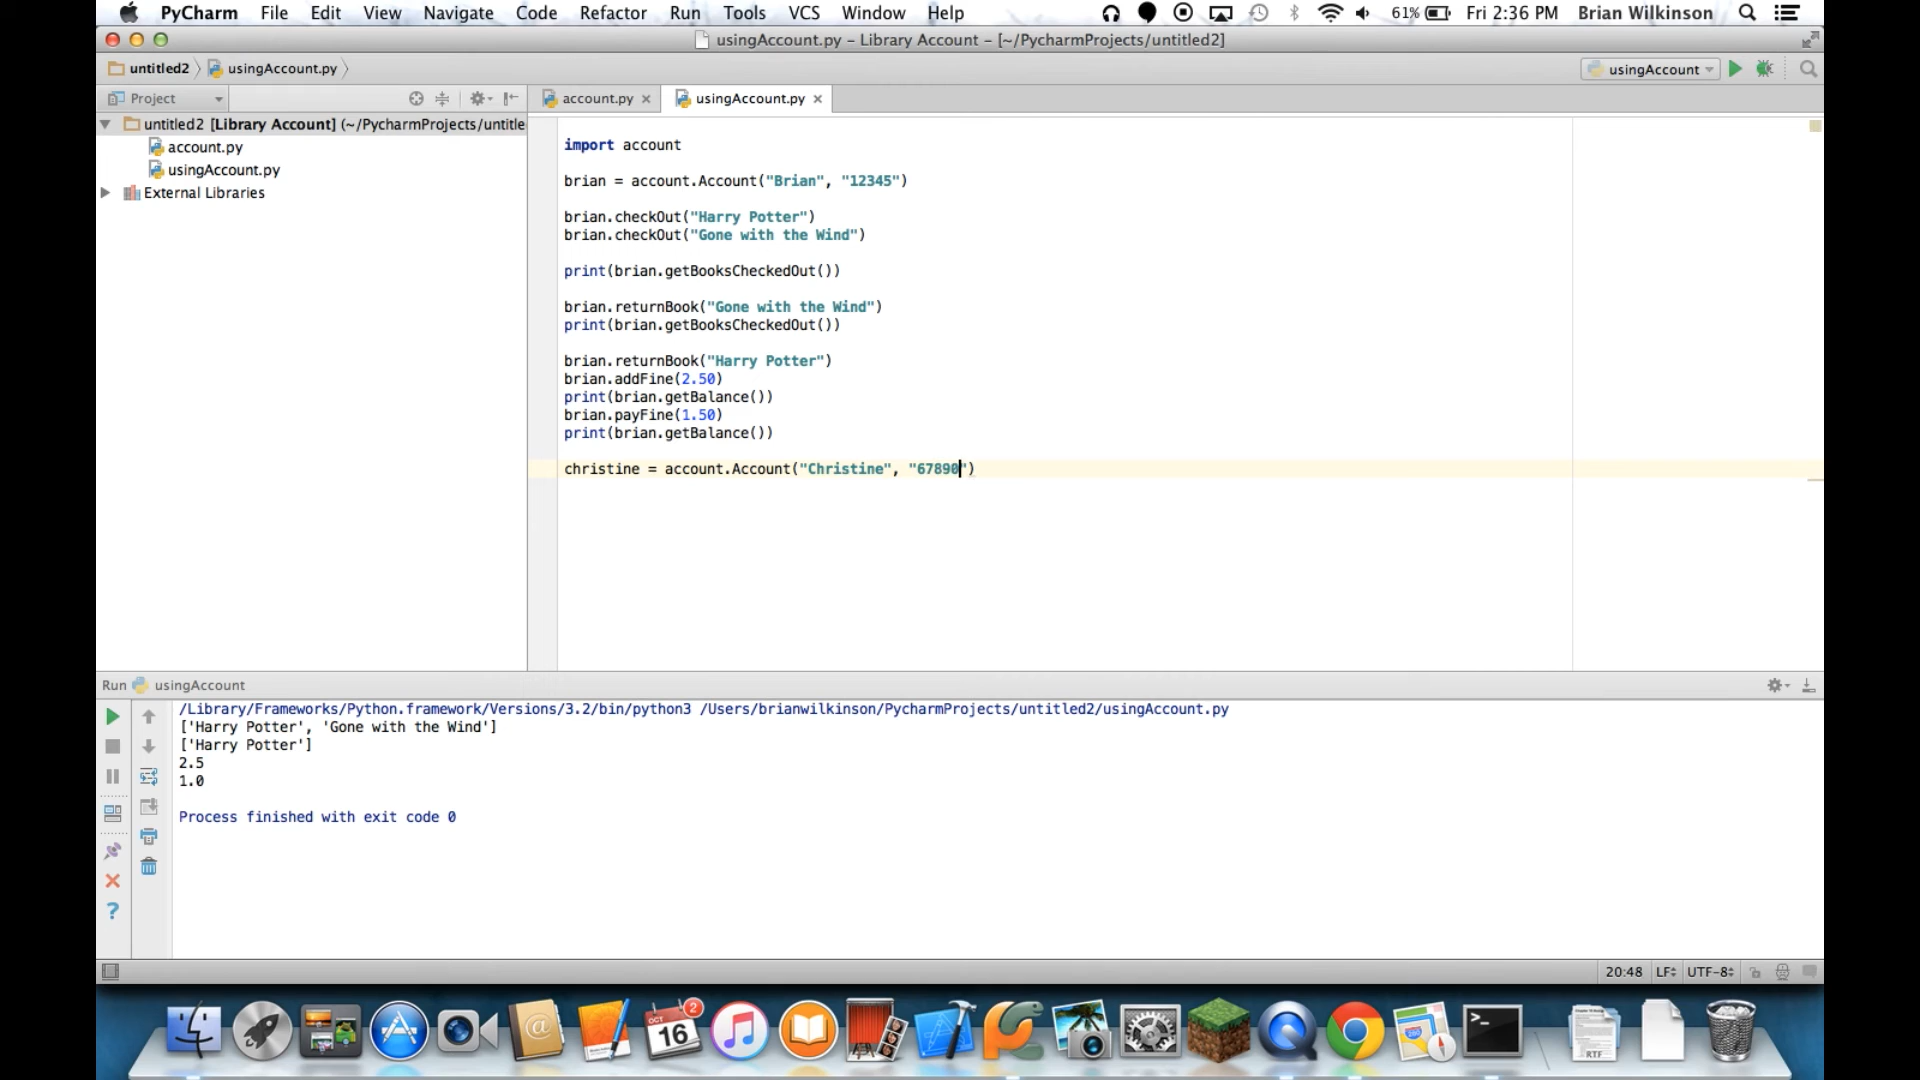 PyCharm File Edit View Navigate Code Refactor Run Tools VCS Window Help 61% Fri 2:36 PM Brian Wilkinson
usingAccount.py – Library Account – [~/PycharmProjects/untitled2]
untitled2 usingAccount.py usingAccount
Project account.py usingAccount.py
untitled2 [Library Account] (~/PycharmProjects/untitle
account.py
usingAccount.py
External Libraries
import account
brian = account.Account("Brian", "12345")
brian.checkOut("Harry Potter")
brian.checkOut("Gone with the Wind")
print(brian.getBooksCheckedOut())
brian.returnBook("Gone with the Wind")
print(brian.getBooksCheckedOut())
brian.returnBook("Harry Potter")
brian.addFine(2.50)
print(brian.getBalance())
brian.payFine(1.50)
print(brian.getBalance())
christine = account.Account("Christine", "67890")
Run usingAccount
/Library/Frameworks/Python.framework/Versions/3.2/bin/python3 /Users/brianwilkinson/PycharmProjects/untitled2/usingAccount.py
['Harry Potter', 'Gone with the Wind']
['Harry Potter']
2.5
1.0
Process finished with exit code 0
20:48 LF UTF-8
2
OCT
16
RTF